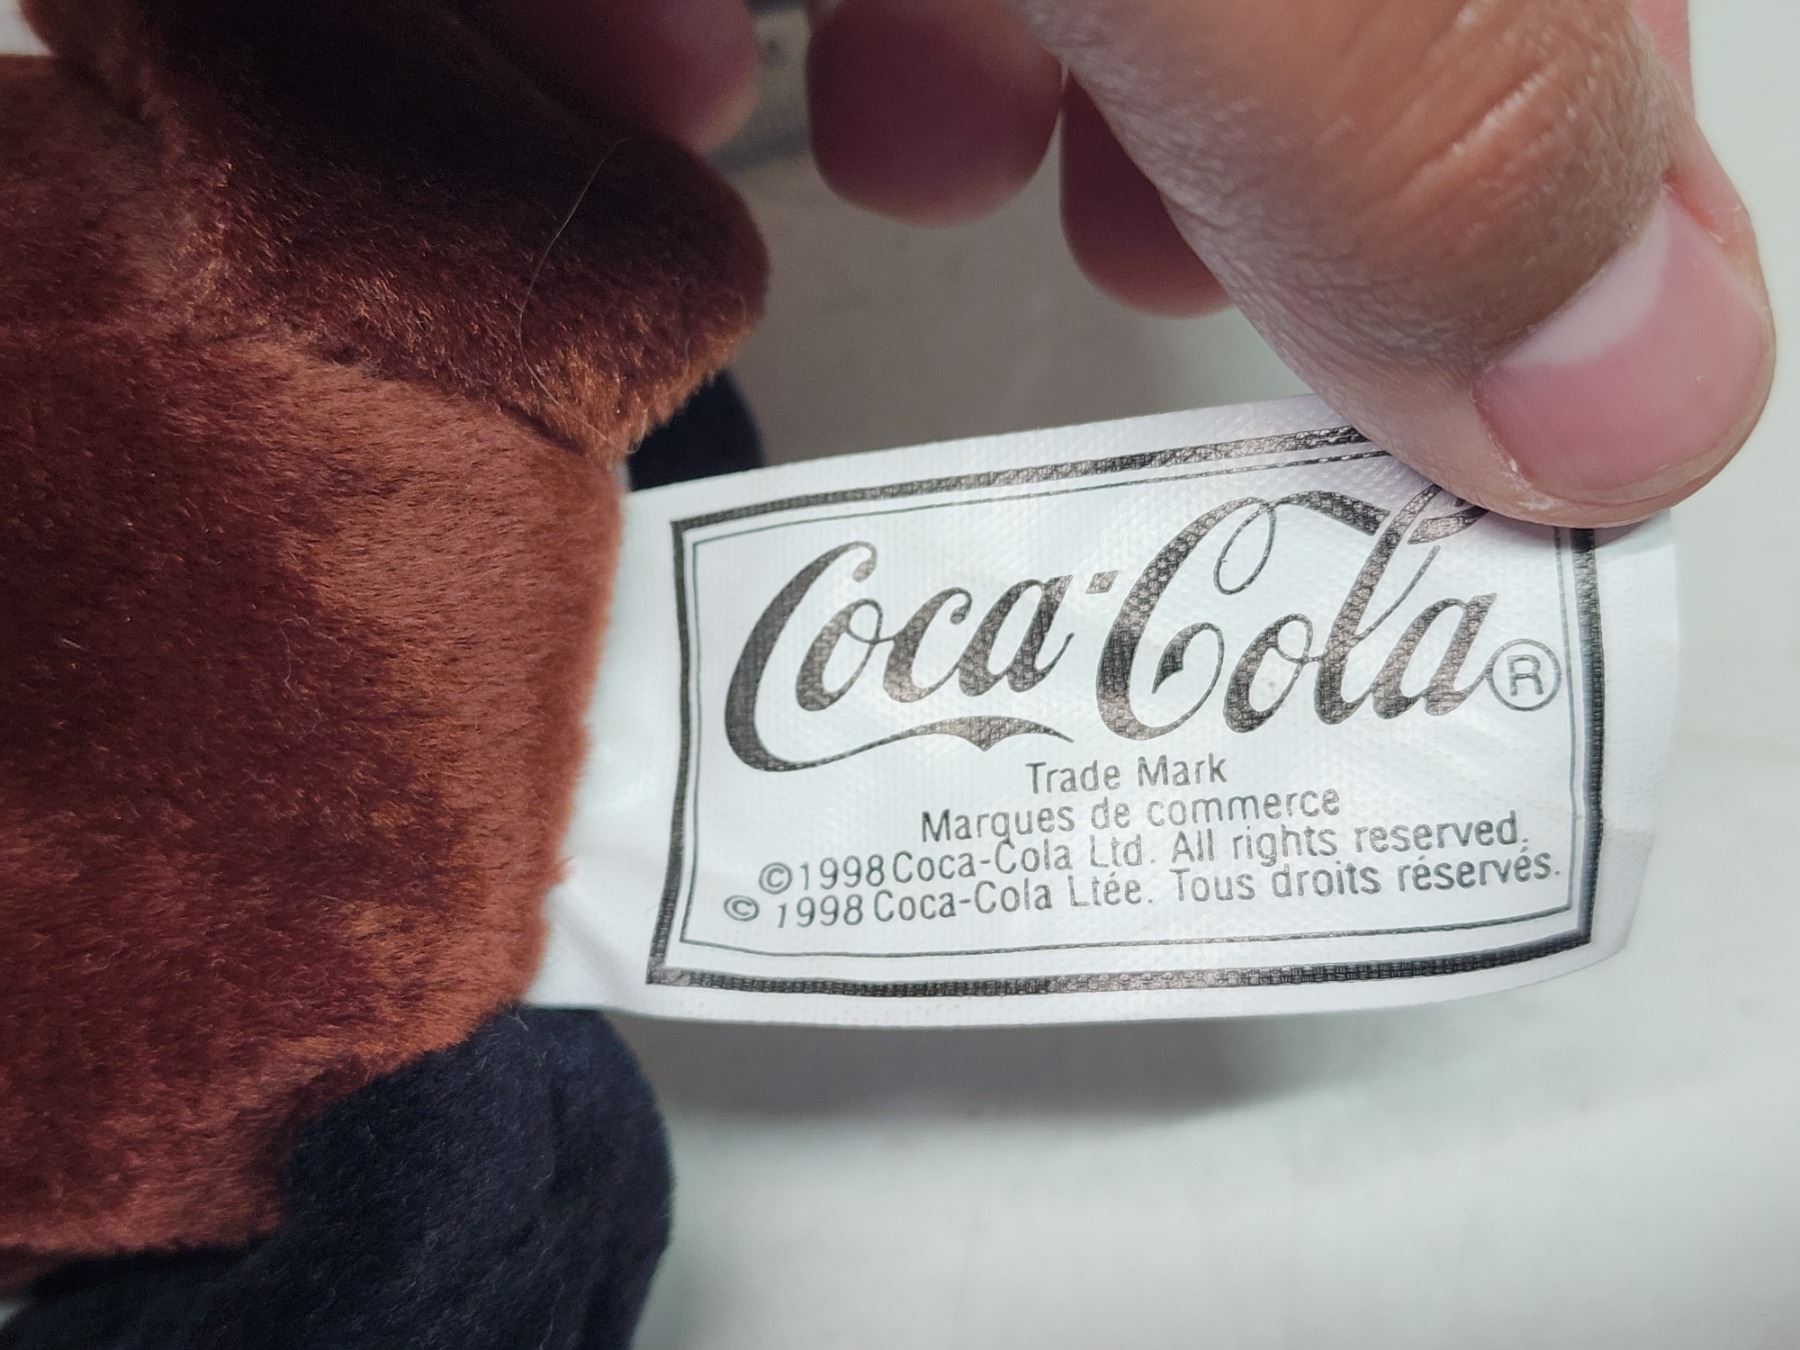 Coca-Cola®
Trade Mark
Marques de commerce
©1998 Coca-Cola Ltd. All rights reserved.
© 1998 Coca-Cola Ltée. Tous droits réservés.